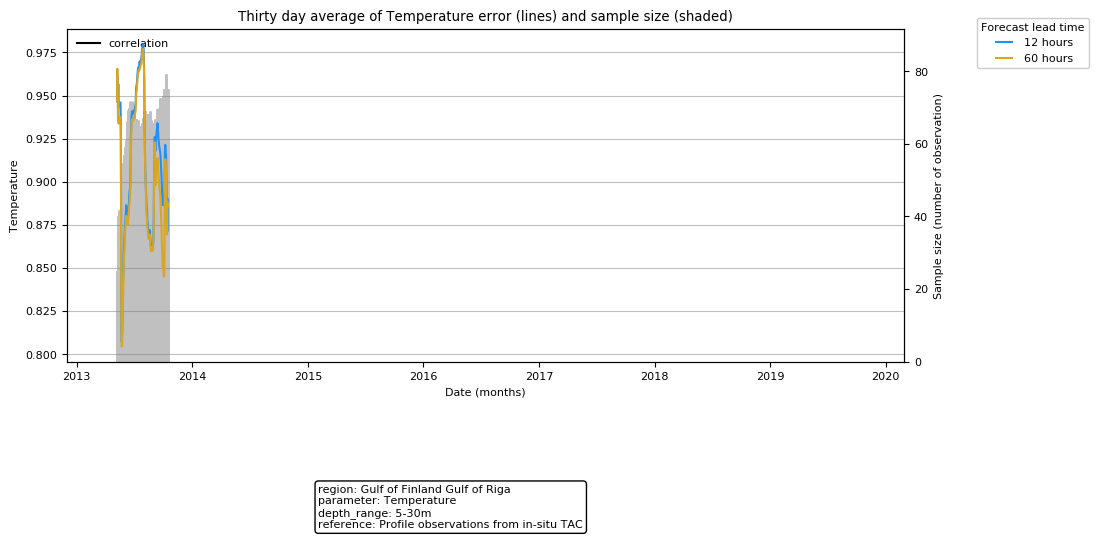 Thirty day average of Temperature error (lines) and sample size (shaded)
Forecast lead time
12 hours
60 hours
correlation
0.975
0.950
0.925
0.900
0.875
0.850
0.825
0.800
Temperature
80
60
40
20
0
Sample size (number of observation)
2013 2014 2015 2016 2017 2018 2019 2020
Date (months)
region: Gulf of Finland Gulf of Riga
parameter: Temperature
depth_range: 5-30m
reference: Profile observations from in-situ TAC